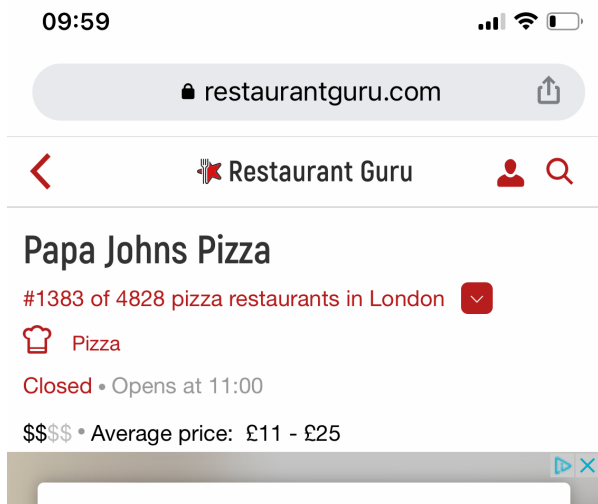 09:59
restaurantguru.com
Restaurant Guru
Papa Johns Pizza
#1383 of 4828 pizza restaurants in London
Pizza
Closed • Opens at 11:00
$$$$ • Average price: £11 - £25